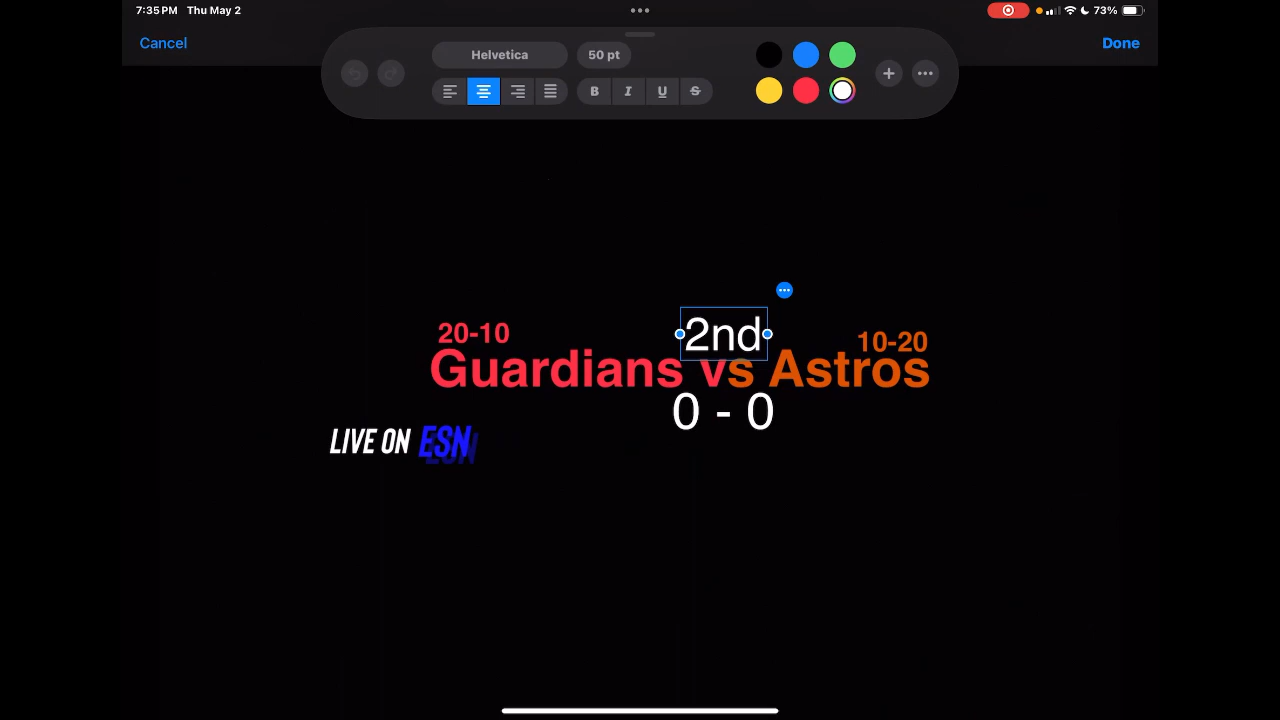 7:35 PM Thu May 2
73%
Cancel
Helvetica
50 pt
Done
B I U S
2nd
20-10
10-20
Guardians vs Astros
0 - 0
LIVE ON ESN